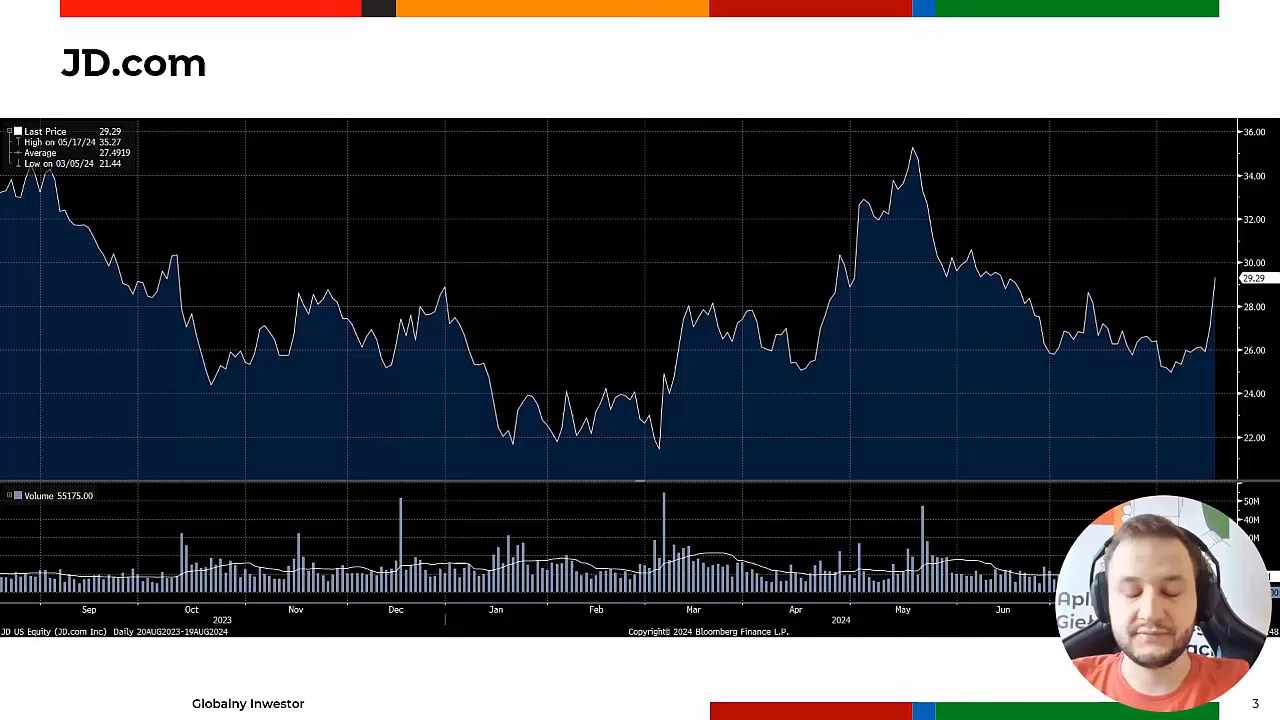 JD.com
Last Price 29.29
High on 05/17/24 35.27
Average 27.4919
Low on 03/05/24 21.44
36.00
34.00
32.00
30.00
29.29
28.00
26.00
24.00
22.00
Volume 55175.00
50M
40M
Sep Oct Nov Dec Jan Feb Mar Apr May Jun
2023 2024
JD US Equity (JD.com Inc) Daily 20AUG2023-19AUG2024 Copyright© 2024 Bloomberg Finance L.P.
Globalny Inwestor
3